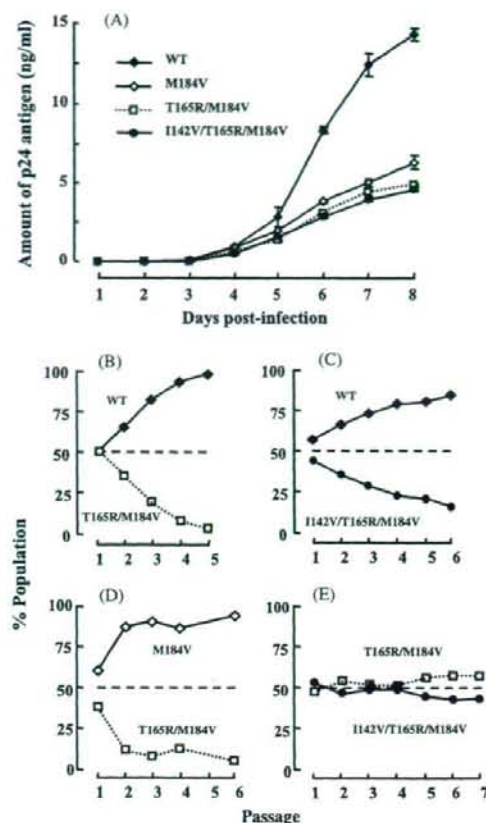 (A)
Amount of p24 antigen (ng/ml)
15
10
5
0
WT
M184V
T165R/M184V
I142V/T165R/M184V
1 2 3 4 5 6 7 8
Days post-infection
% Population
(B)
100
75
50
25
0
WT
T165R/M184V
1 2 3 4 5
(C)
100
75
50
25
0
WT
I142V/T165R/M184V
1 2 3 4 5 6
(D)
100
75
50
25
0
M184V
T165R/M184V
1 2 3 4 5 6
(E)
100
75
50
25
0
T165R/M184V
I142V/T165R/M184V
1 2 3 4 5 6 7
Passage